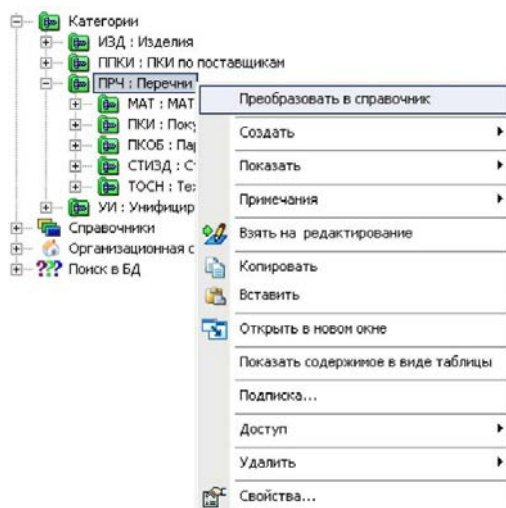 Категории
ИЗД : Изделия
ППКИ : ПКИ по поставщикам
ПРЧ : Перечни
МАТ : МАТ
ПКИ : Поку
ПКОБ : Па
СТИЗД : С
ТОСН : Те
УИ : Унифицир
Справочники
Организационная с
??? Поиск в БД
Преобразовать в справочник
Создать
Показать
Примечания
Взять на редактирование
Копировать
Вставить
Открыть в новом окне
Показать содержимое в виде таблицы
Подписка...
Доступ
Удалить
Свойства...